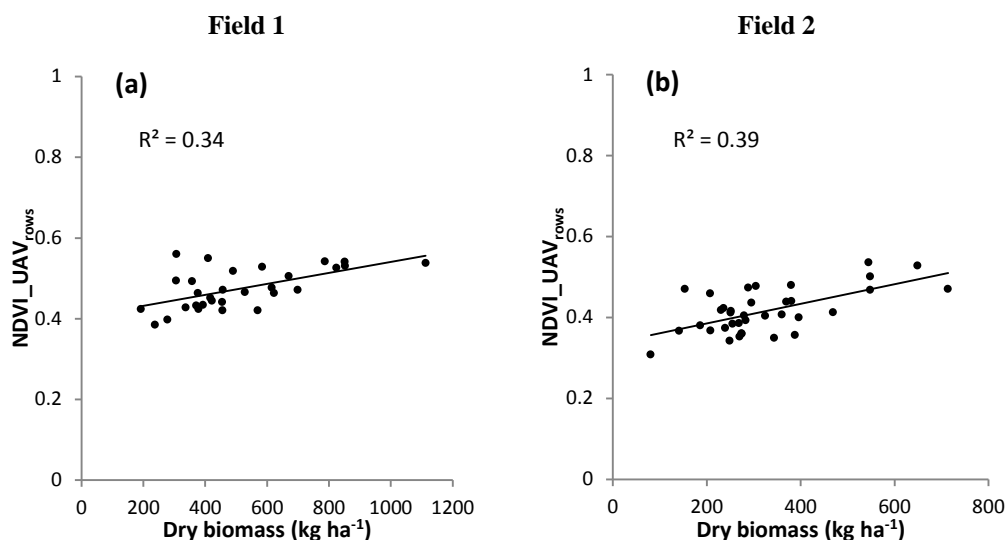 Field 1
Field 2
(a)
R² = 0.34
NDVI_UAVrows
1
0.8
0.6
0.4
0.2
0
0 200 400 600 800 1000 1200
Dry biomass (kg ha⁻¹)
(b)
R² = 0.39
NDVI_UAVrows
1
0.8
0.6
0.4
0.2
0
0 200 400 600 800
Dry biomass (kg ha⁻¹)